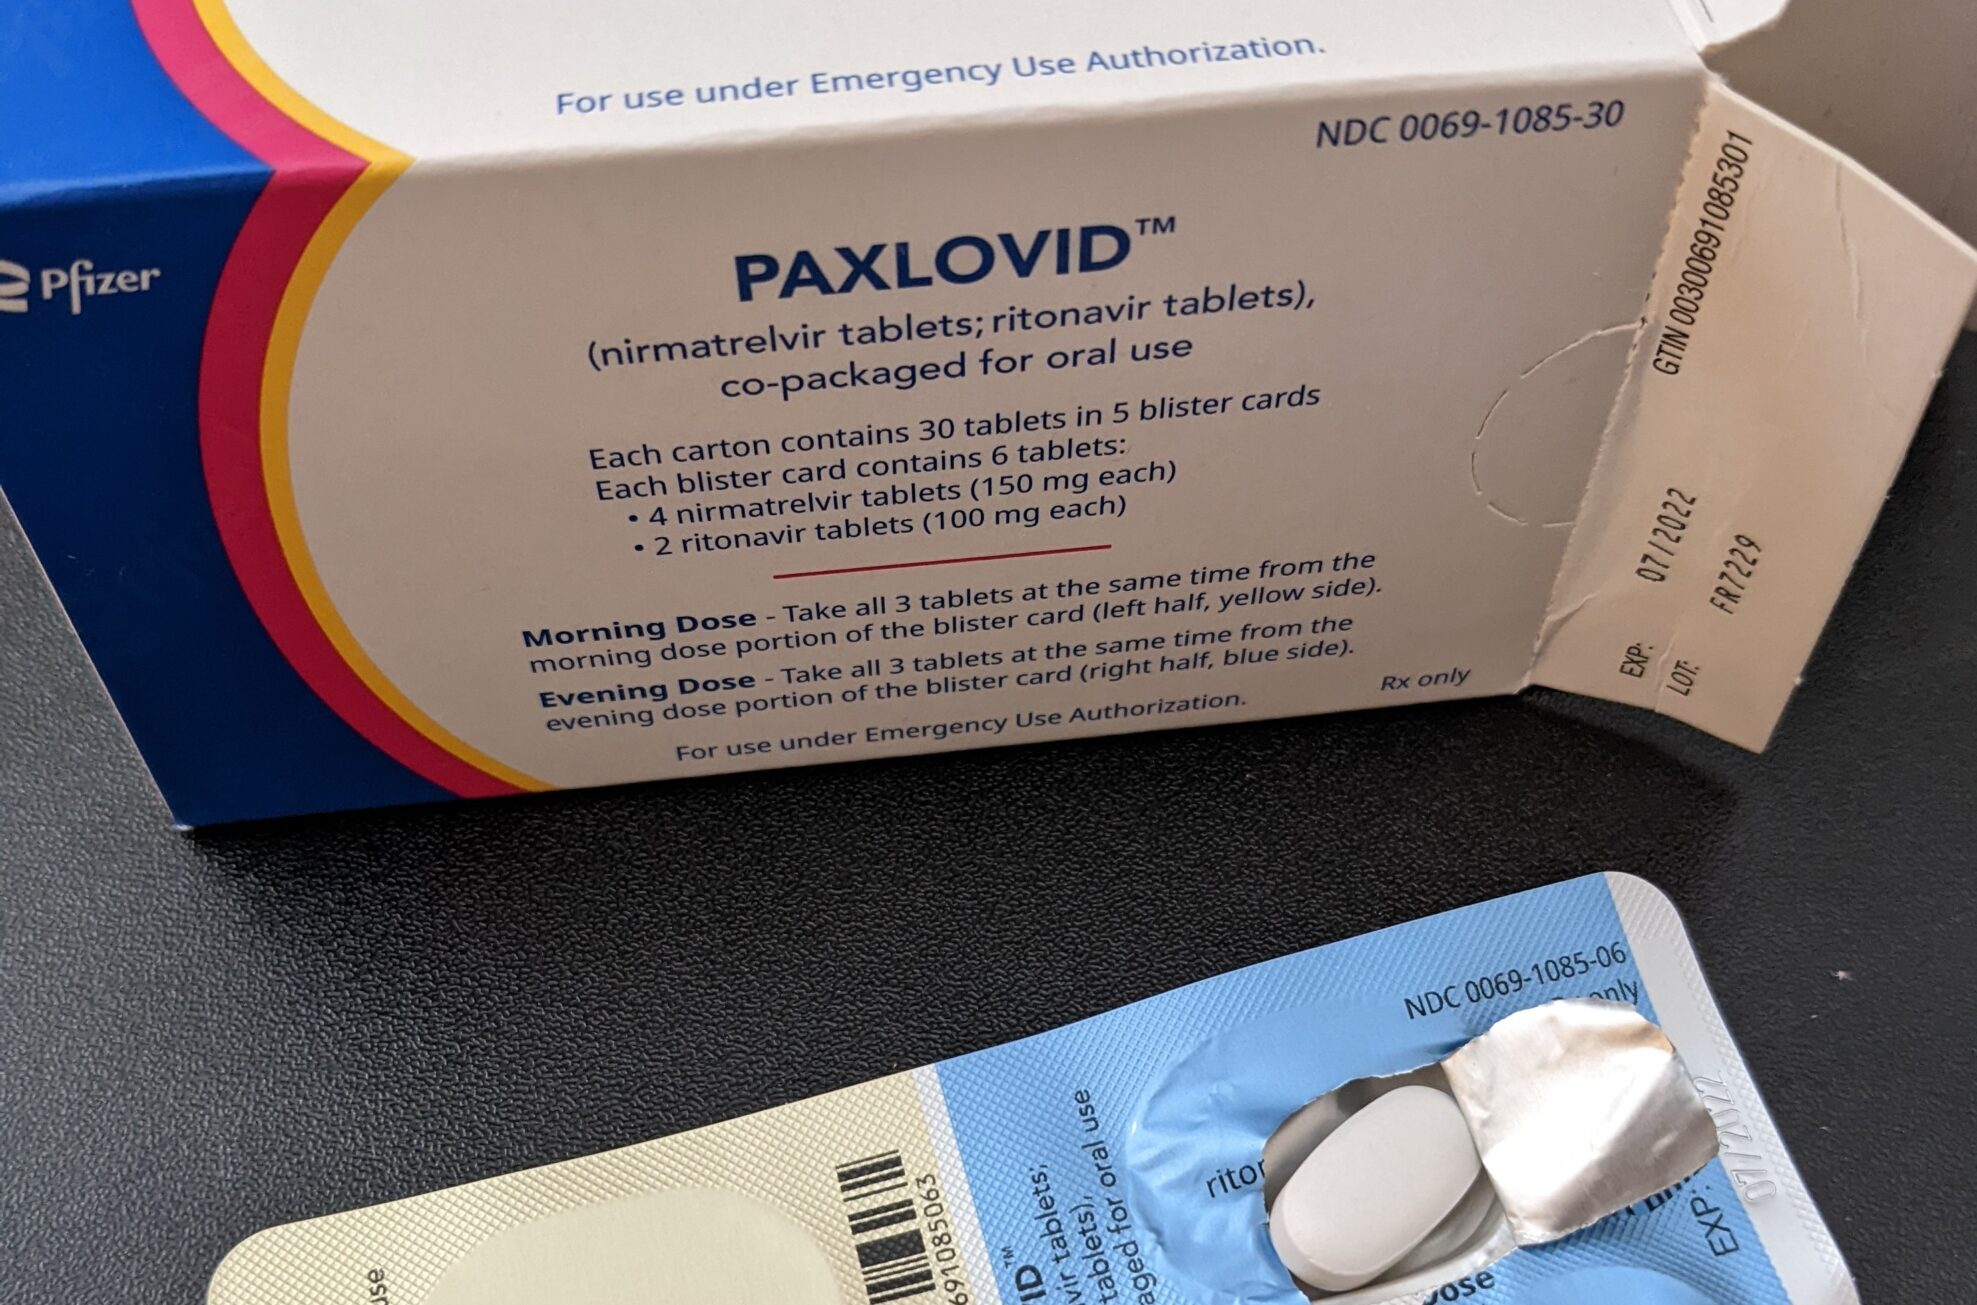 For use under Emergency Use Authorization.
NDC 0069-1085-30
Pfizer
PAXLOVID™
(nirmatrelvir tablets; ritonavir tablets),
co-packaged for oral use
Each carton contains 30 tablets in 5 blister cards
Each blister card contains 6 tablets:
• 4 nirmatrelvir tablets (150 mg each)
• 2 ritonavir tablets (100 mg each)
Morning Dose - Take all 3 tablets at the same time from the
morning dose portion of the blister card (left half, yellow side).
Evening Dose - Take all 3 tablets at the same time from the
evening dose portion of the blister card (right half, blue side).
For use under Emergency Use Authorization.
Rx only
GTIN 00300691085301
EXP: 07/2022
LOT: FR7229
NDC 0069-1085-06
only
ritor
EXP: 07/2022
ose
use
691085063
VID™
vir tablets;
tablets),
aged for oral use